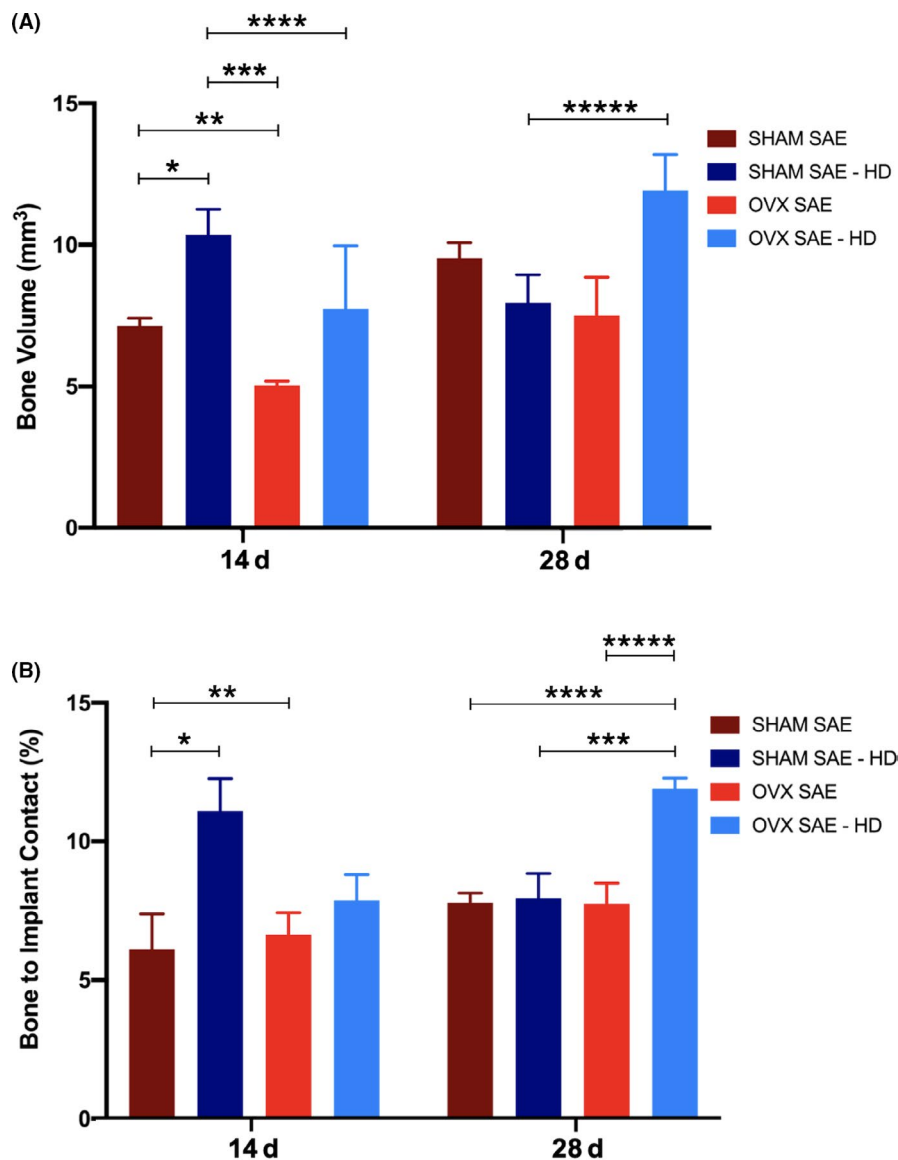 (A)
****
***
**
*
*****
15
10
5
0
Bone Volume (mm³)
14 d
28 d
SHAM SAE
SHAM SAE - HD
OVX SAE
OVX SAE - HD
(B)
*****
**
****
*
***
15
10
5
0
Bone to Implant Contact (%)
14 d
28 d
SHAM SAE
SHAM SAE - HD
OVX SAE
OVX SAE - HD